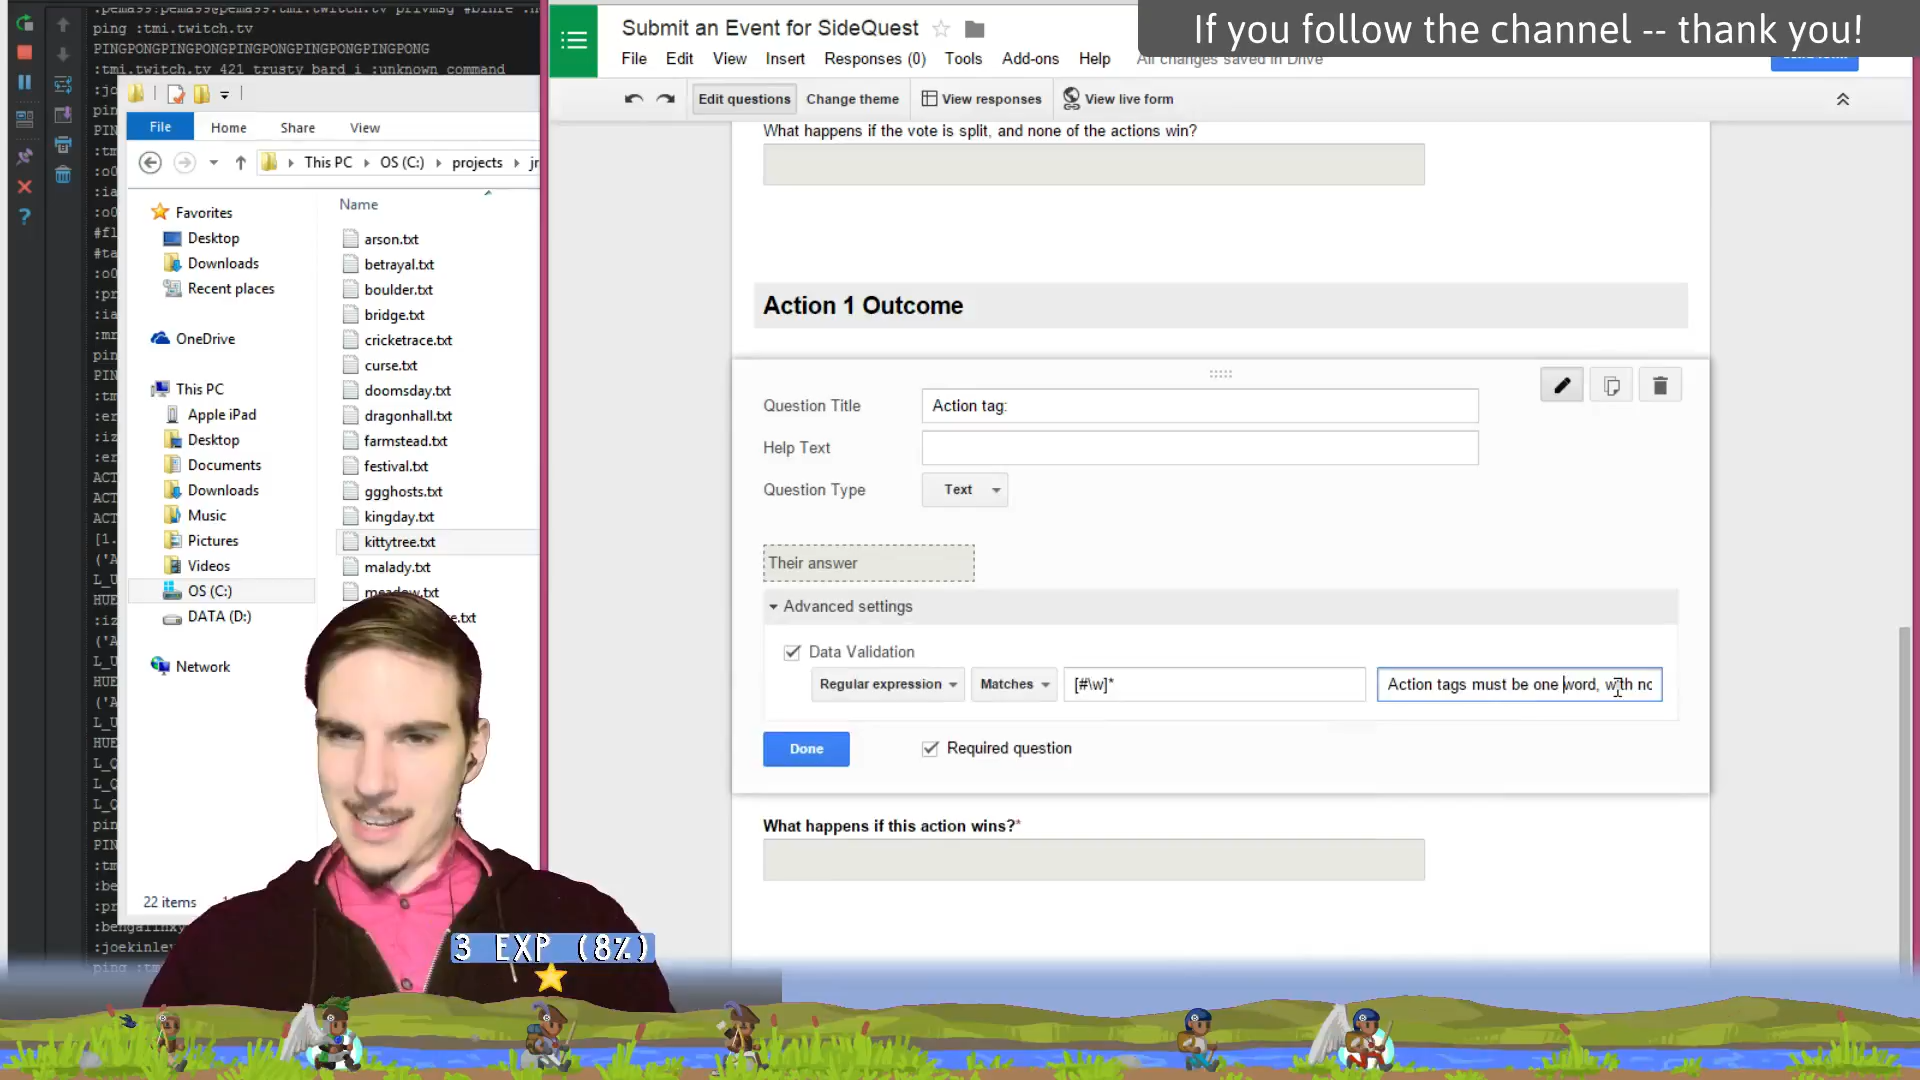 ping :tmi.twitch.tv
PINGPONGPINGPONGPINGPONGPINGPONGPINGPONG
:tmi.twitch.tv 421 trusty_bard_i :unknown command
File
Home
Share
View
This PC
OS (C:)
projects
Name
Favorites
Desktop
Downloads
Recent places
OneDrive
This PC
Apple iPad
Desktop
Documents
Downloads
Music
Pictures
Videos
OS (C:)
DATA (D:)
Network
arson.txt
betrayal.txt
boulder.txt
bridge.txt
cricketrace.txt
curse.txt
doomsday.txt
dragonhall.txt
farmstead.txt
festival.txt
ggghosts.txt
kingday.txt
kittytree.txt
malady.txt
meadow.txt
22 items
Submit an Event for SideQuest
If you follow the channel -- thank you!
File Edit View Insert Responses (0) Tools Add-ons Help All changes saved in Drive
Edit questions Change theme View responses View live form
What happens if the vote is split, and none of the actions win?
Action 1 Outcome
Question Title Action tag:
Help Text
Question Type Text
Their answer
Advanced settings
Data Validation
Regular expression Matches [#\w]* Action tags must be one word, with no
Done Required question
What happens if this action wins?*
3 EXP (8%)